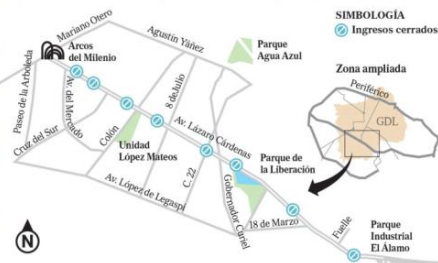 SIMBOLOGÍA
Ingresos cerrados
Mariano Otero
Agustín Yáñez
Arcos
del Milenio
Parque
Agua Azul
Zona ampliada
Periférico
GDL
Paseo de la Arboleda
Av. del Mercado
8 de Julio
Cruz del Sur
Colón
Av. Lázaro Cárdenas
Unidad
López Mateos
Parque de
la Liberación
C. 22
Av. López de Legaspi
Gobernador Curiel
18 de Marzo
Fuelle
Parque
Industrial
El Álamo
N